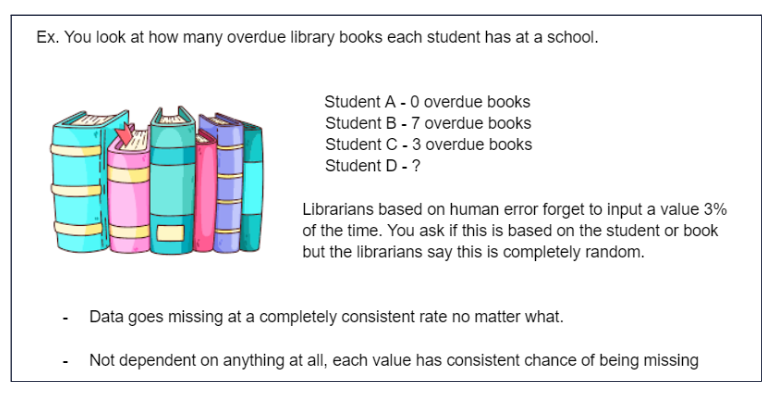 Ex. You look at how many overdue library books each student has at a school.
Student A - 0 overdue books
Student B - 7 overdue books
Student C - 3 overdue books
Student D - ?
Librarians based on human error forget to input a value 3%
of the time. You ask if this is based on the student or book
but the librarians say this is completely random.
- Data goes missing at a completely consistent rate no matter what.
- Not dependent on anything at all, each value has consistent chance of being missing